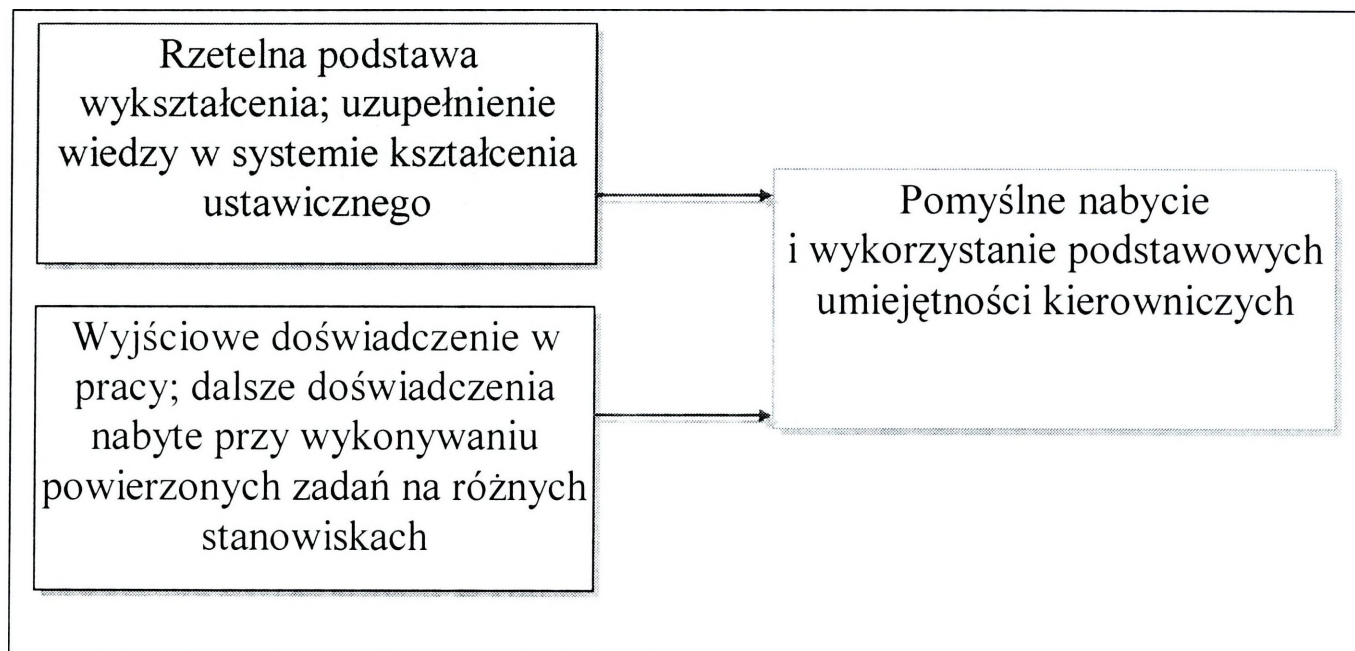 Rzetelna podstawa
wykształcenia; uzupełnienie
wiedzy w systemie kształcenia
ustawicznego
Pomyślne nabycie
i wykorzystanie podstawowych
umiejętności kierowniczych
Wyjściowe doświadczenie w
pracy; dalsze doświadczenia
nabyte przy wykonywaniu
powierzonych zadań na różnych
stanowiskach